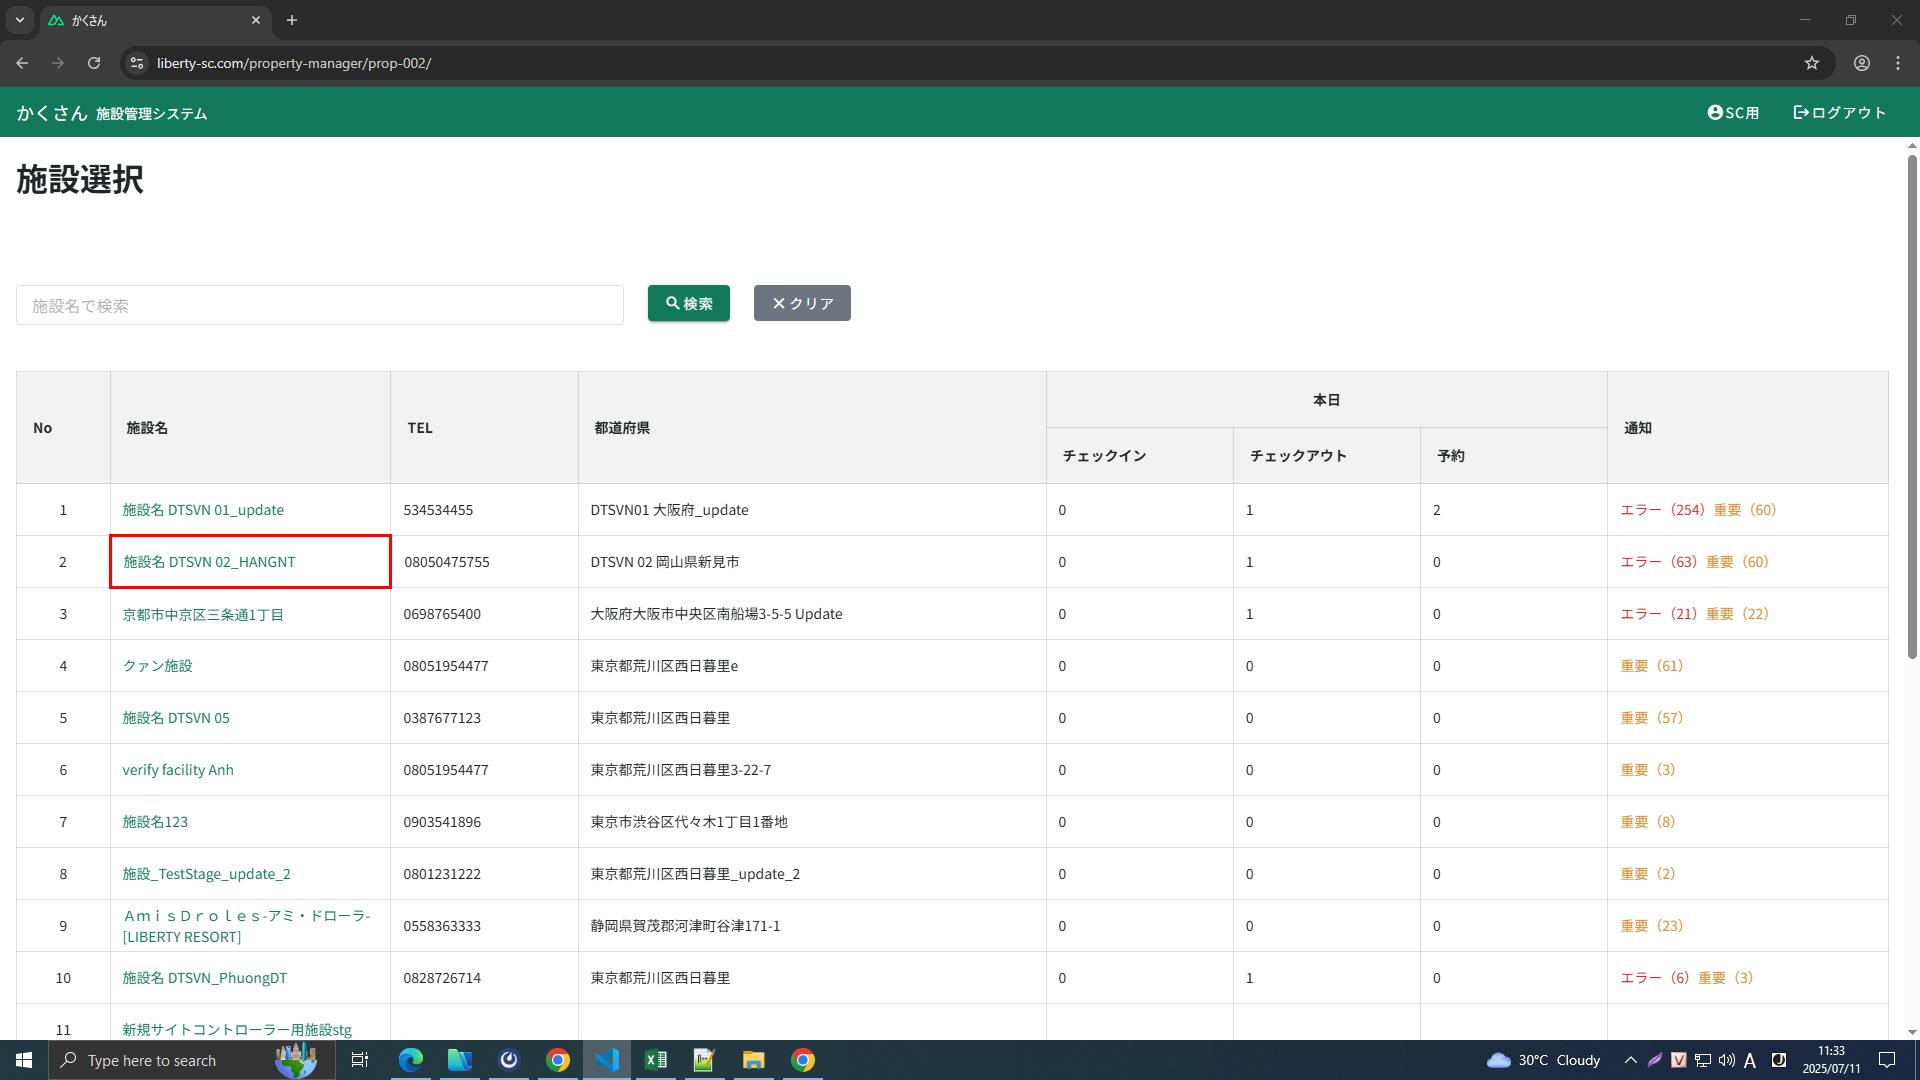 かくさん
liberty-sc.com/property-manager/prop-002/
かくさん 施設管理システム
SC用
ログアウト
施設選択
施設名で検索
検索
クリア
No 施設名 TEL 都道府県 本日 通知
チェックイン チェックアウト 予約
1 施設名 DTSVN 01_update 534534455 DTSVN01 大阪府_update 0 1 2 エラー（254）重要（60）
2 施設名 DTSVN 02_HANGNT 08050475755 DTSVN 02 岡山県新見市 0 1 0 エラー（63）重要（60）
3 京都市中京区三条通1丁目 0698765400 大阪府大阪市中央区南船場3-5-5 Update 0 1 0 エラー（21）重要（22）
4 クァン施設 08051954477 東京都荒川区西日暮里e 0 0 0 重要（61）
5 施設名 DTSVN 05 0387677123 東京都荒川区西日暮里 0 0 0 重要（57）
6 verify facility Anh 08051954477 東京都荒川区西日暮里3-22-7 0 0 0 重要（3）
7 施設名123 0903541896 東京市渋谷区代々木1丁目1番地 0 0 0 重要（8）
8 施設_TestStage_update_2 0801231222 東京都荒川区西日暮里_update_2 0 0 0 重要（2）
9 ＡｍｉｓＤｒｏｌｅｓ-アミ・ドローラ-[LIBERTY RESORT] 0558363333 静岡県賀茂郡河津町谷津171-1 0 0 0 重要（23）
10 施設名 DTSVN_PhuongDT 0828726714 東京都荒川区西日暮里 0 1 0 エラー（6）重要（3）
11 新規サイトコントローラー用施設stg
Type here to search
30°C Cloudy
A
11:33
2025/07/11